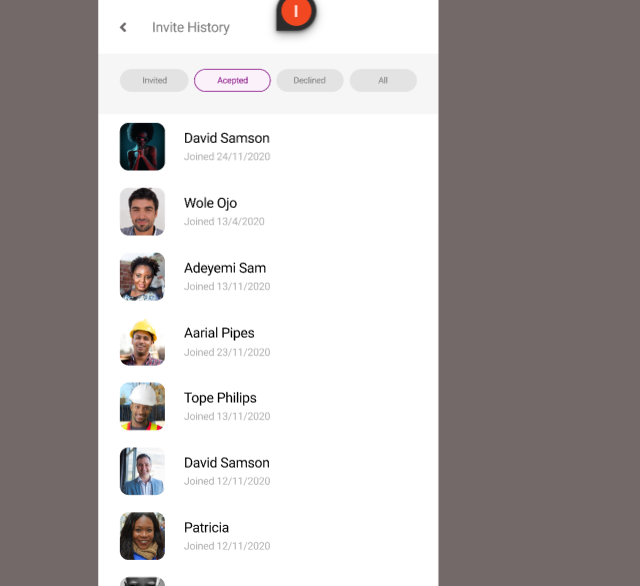 Invite History
I
Invited
Acepted
Declined
All
David Samson
Joined 24/11/2020
Wole Ojo
Joined 13/4/2020
Adeyemi Sam
Joined 13/11/2020
Aarial Pipes
Joined 23/11/2020
Tope Philips
Joined 13/11/2020
David Samson
Joined 12/11/2020
Patricia
Joined 12/11/2020